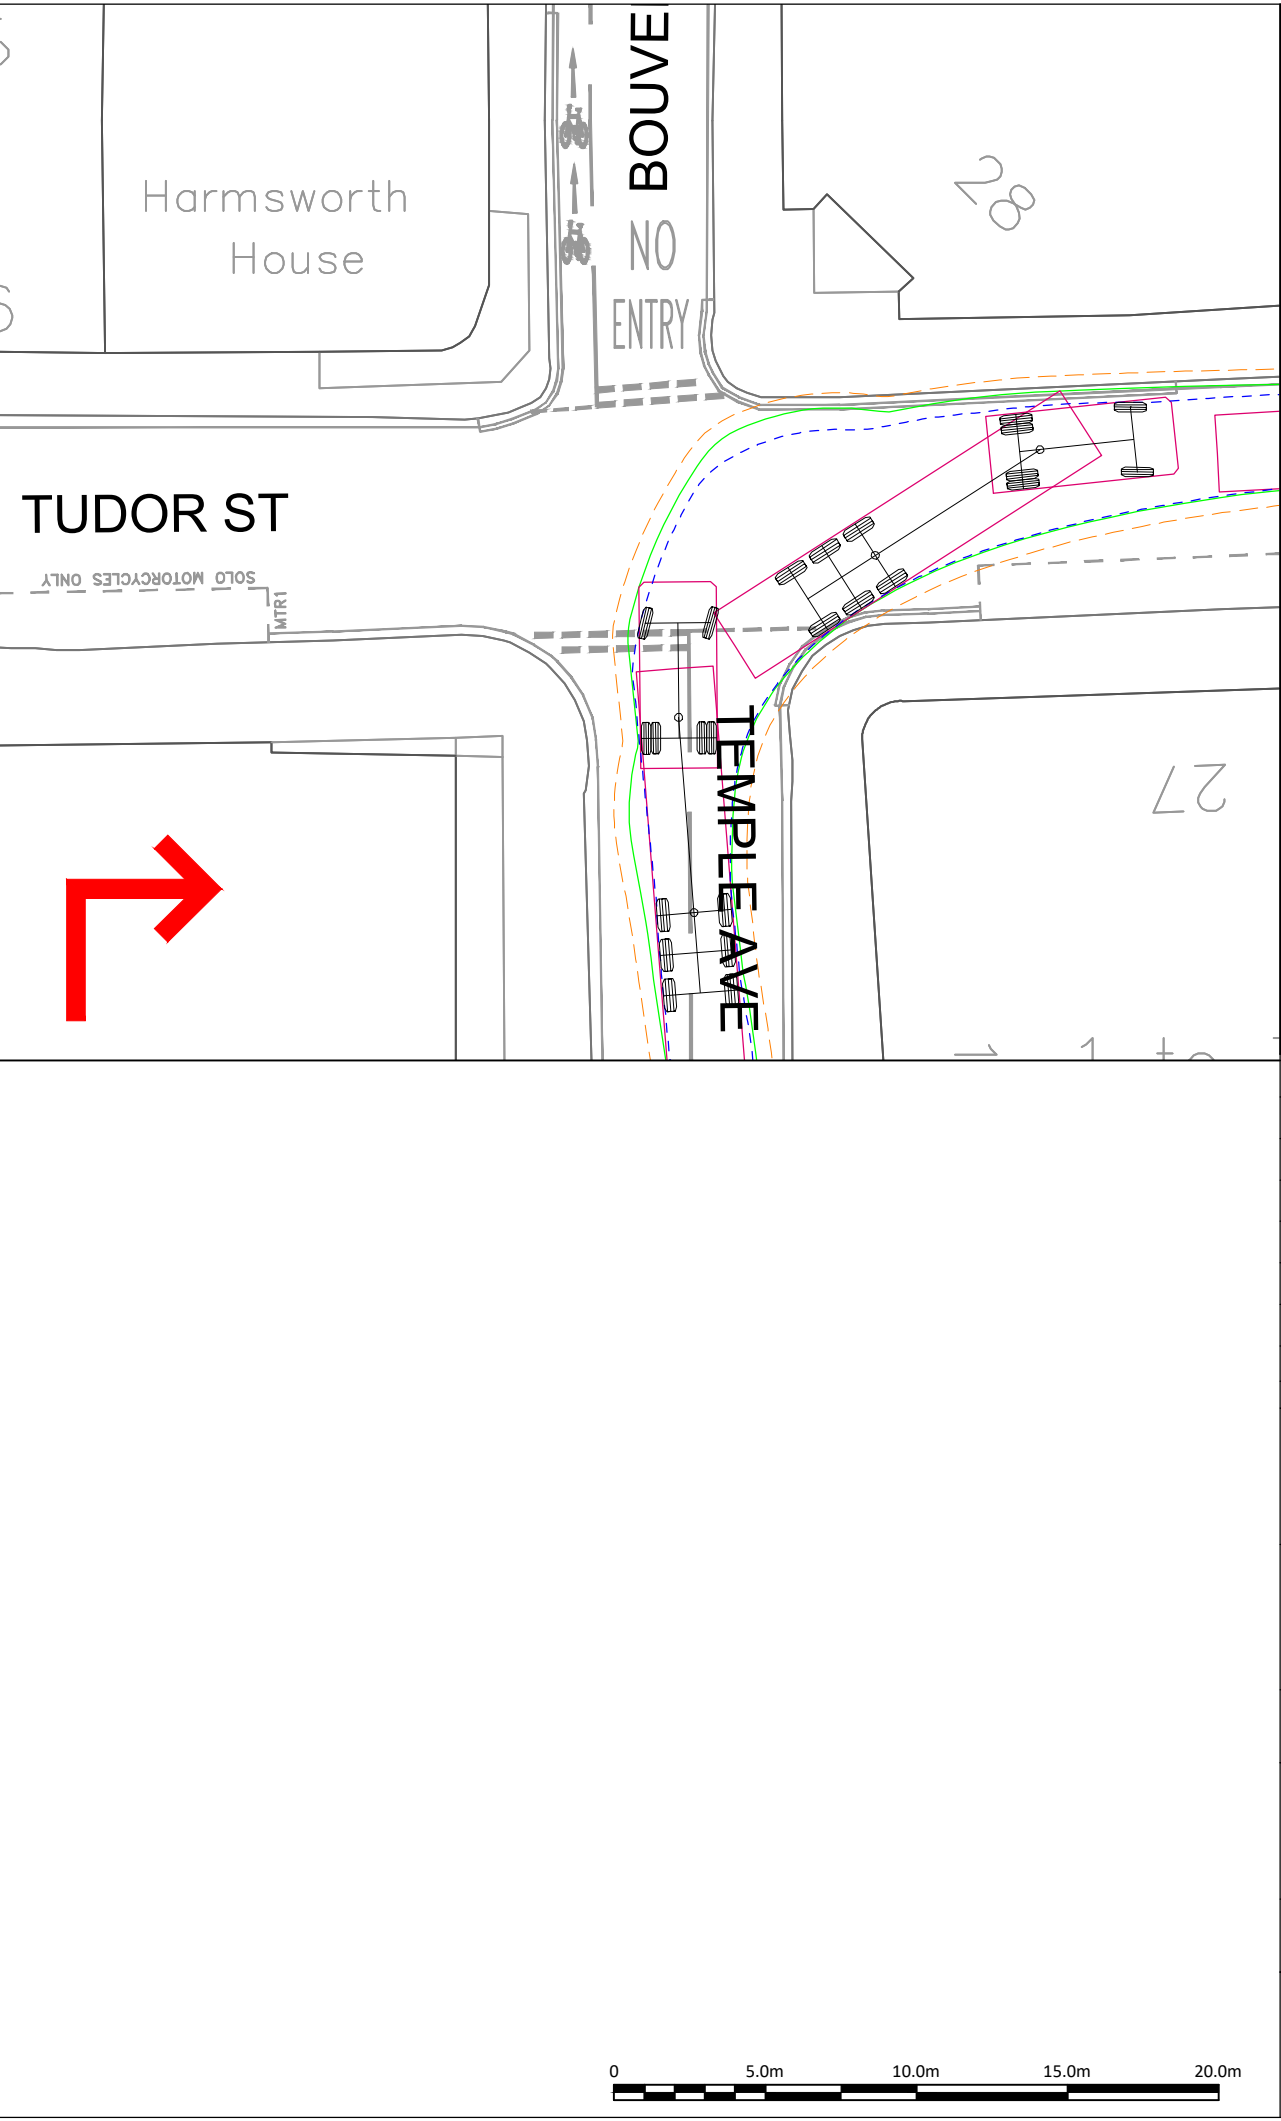 BOUVE
Harmsworth
House
28
NO
ENTRY
TUDOR ST
SOLO MOTORCYCLES ONLY
MTR1
TEMPLE AVE
27
0 5.0m 10.0m 15.0m 20.0m